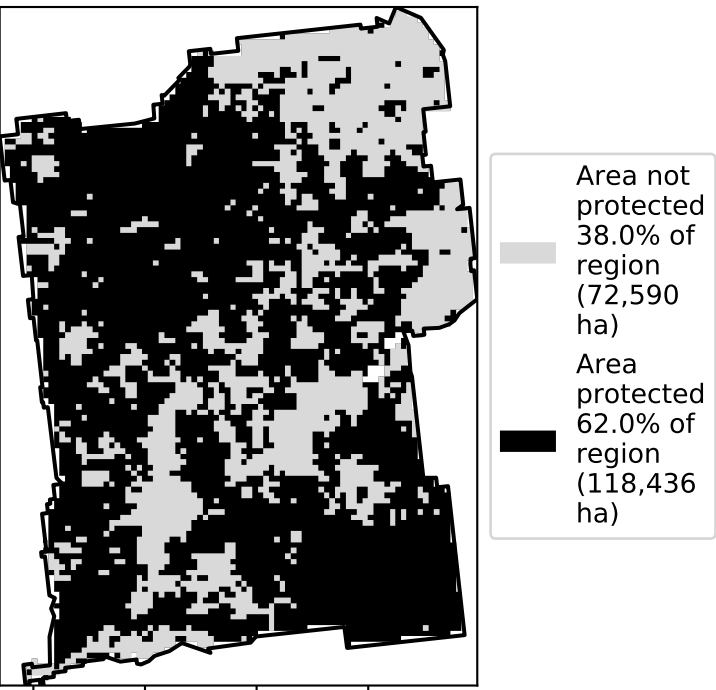 Area not
protected
38.0% of
region
(72,590
ha)
Area
protected
62.0% of
region
(118,436
ha)